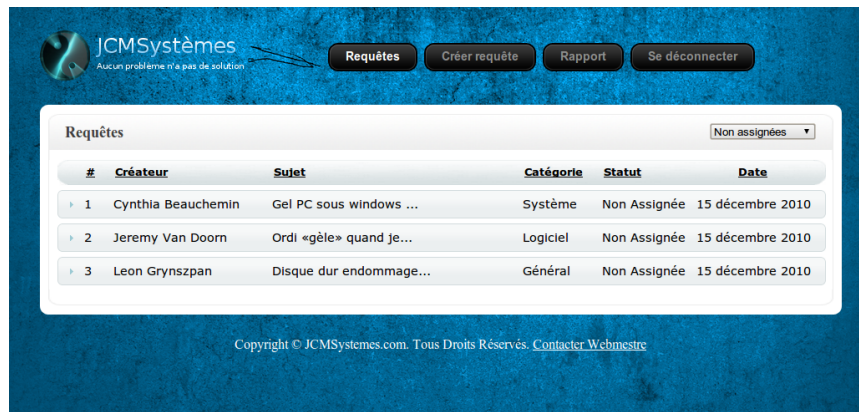 JCMSystèmes
Aucun problème n'a pas de solution
Requêtes Créer requête Rapport Se déconnecter
Requêtes Non assignées
# Créateur Sujet Catégorie Statut Date
1 Cynthia Beauchemin Gel PC sous windows ... Système Non Assignée 15 décembre 2010
2 Jeremy Van Doorn Ordi «gèle» quand je... Logiciel Non Assignée 15 décembre 2010
3 Leon Grynszpan Disque dur endommage... Général Non Assignée 15 décembre 2010
Copyright © JCMSystemes.com. Tous Droits Réservés. Contacter Webmestre